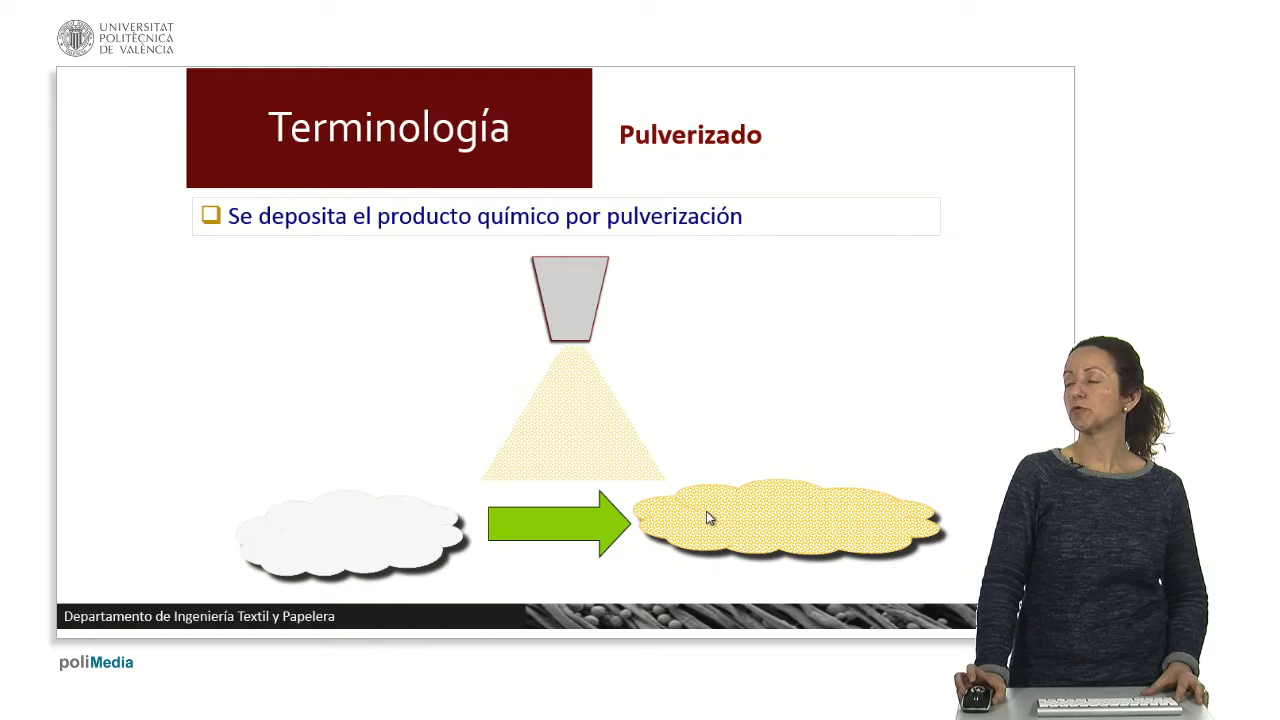 UNIVERSITAT
POLITÈCNICA
DE VALÈNCIA
Terminología
Pulverizado
Se deposita el producto químico por pulverización
Departamento de Ingeniería Textil y Papelera
poliMedia